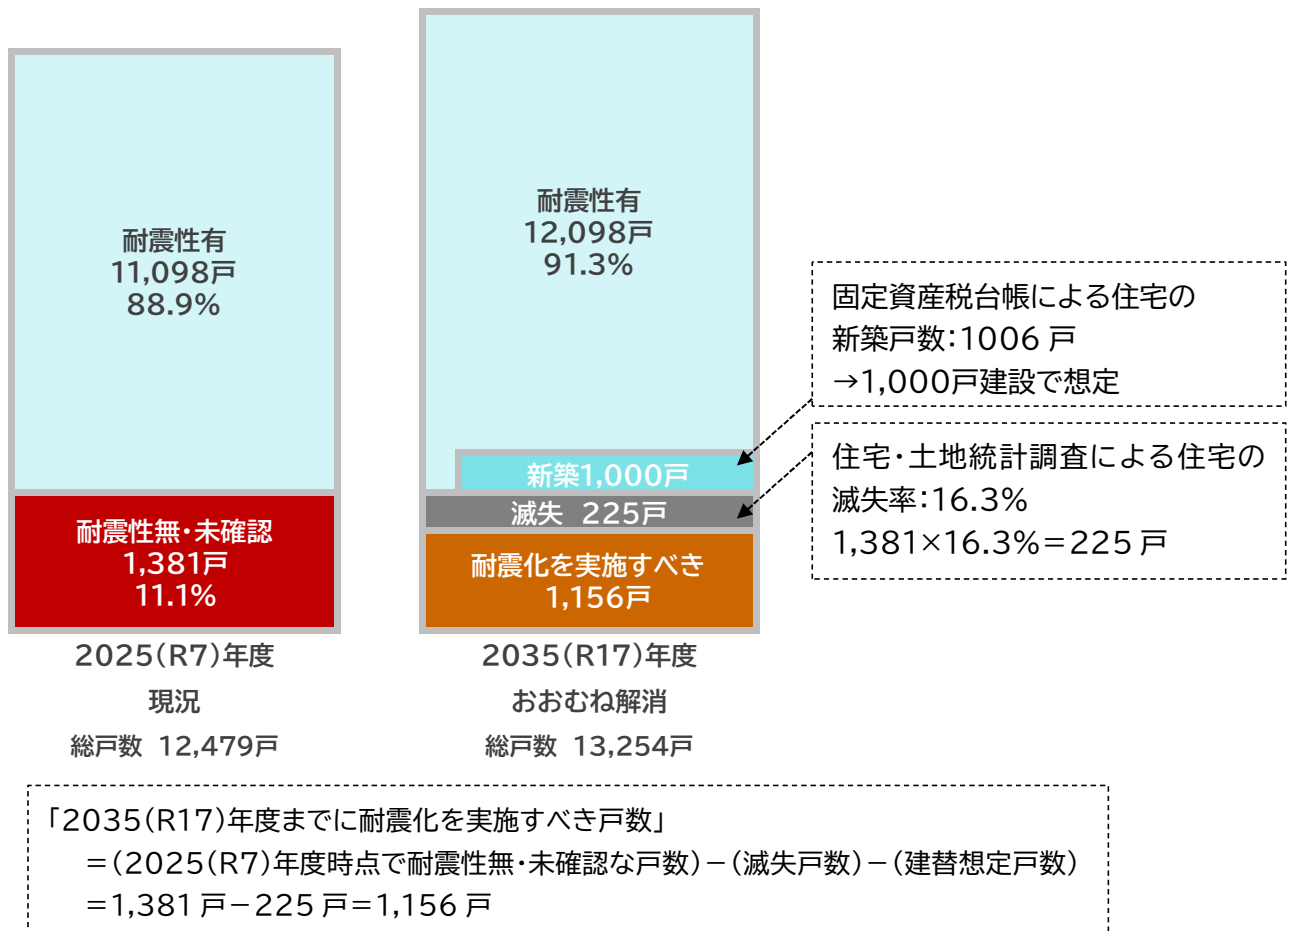 耐震性有
11,098戸
88.9%
耐震性無・未確認
1,381戸
11.1%
2025(R7)年度
現況
総戸数 12,479戸
耐震性有
12,098戸
91.3%
新築1,000戸
滅失 225戸
耐震化を実施すべき
1,156戸
2035(R17)年度
おおむね解消
総戸数 13,254戸
固定資産税台帳による住宅の
新築戸数：1006 戸
→1,000戸建設で想定
住宅・土地統計調査による住宅の
滅失率：16.3%
1,381×16.3%＝225 戸
「2035(R17)年度までに耐震化を実施すべき戸数」
＝(2025(R7)年度時点で耐震性無・未確認な戸数)－(滅失戸数)－(建替想定戸数)
＝1,381 戸－225 戸＝1,156 戸